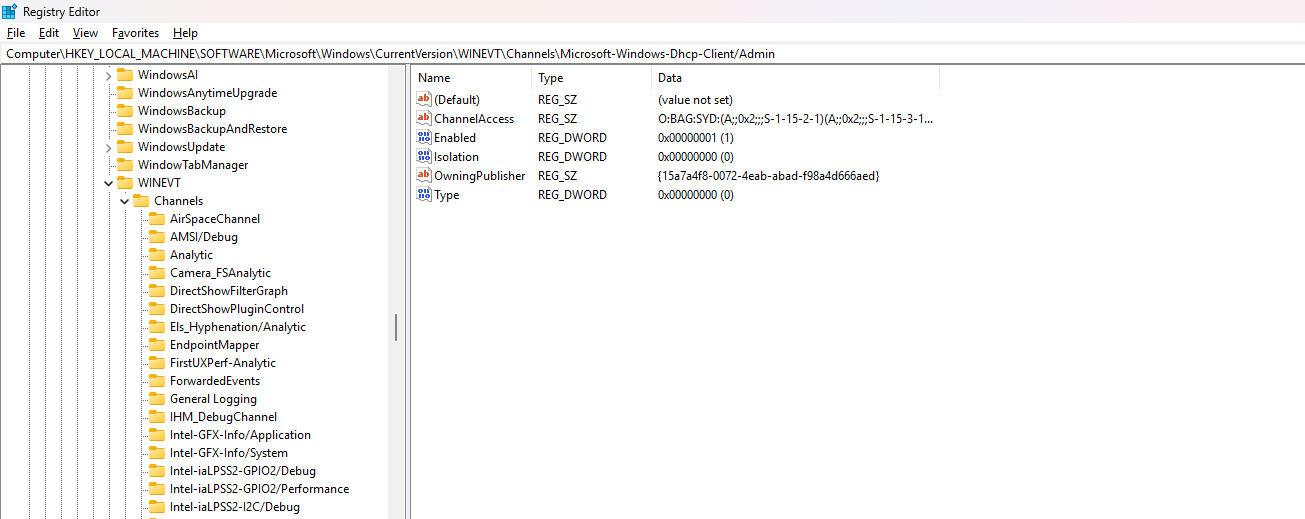 Registry Editor
File Edit View Favorites Help
Computer\HKEY_LOCAL_MACHINE\SOFTWARE\Microsoft\Windows\CurrentVersion\WINEVT\Channels\Microsoft-Windows-Dhcp-Client/Admin
WindowsAI
WindowsAnytimeUpgrade
WindowsBackup
WindowsBackupAndRestore
WindowsUpdate
WindowTabManager
WINEVT
Channels
AirSpaceChannel
AMSI/Debug
Analytic
Camera_FSAnalytic
DirectShowFilterGraph
DirectShowPluginControl
Els_Hyphenation/Analytic
EndpointMapper
FirstUXPerf-Analytic
ForwardedEvents
General Logging
IHM_DebugChannel
Intel-GFX-Info/Application
Intel-GFX-Info/System
Intel-iaLPSS2-GPIO2/Debug
Intel-iaLPSS2-GPIO2/Performance
Intel-iaLPSS2-I2C/Debug
Name Type Data
(Default) REG_SZ (value not set)
ChannelAccess REG_SZ O:BAG:SYD:(A;;0x2;;;S-1-15-2-1)(A;;0x2;;;S-1-15-3-1...
Enabled REG_DWORD 0x00000001 (1)
Isolation REG_DWORD 0x00000000 (0)
OwningPublisher REG_SZ {15a7a4f8-0072-4eab-abad-f98a4d666aed}
Type REG_DWORD 0x00000000 (0)